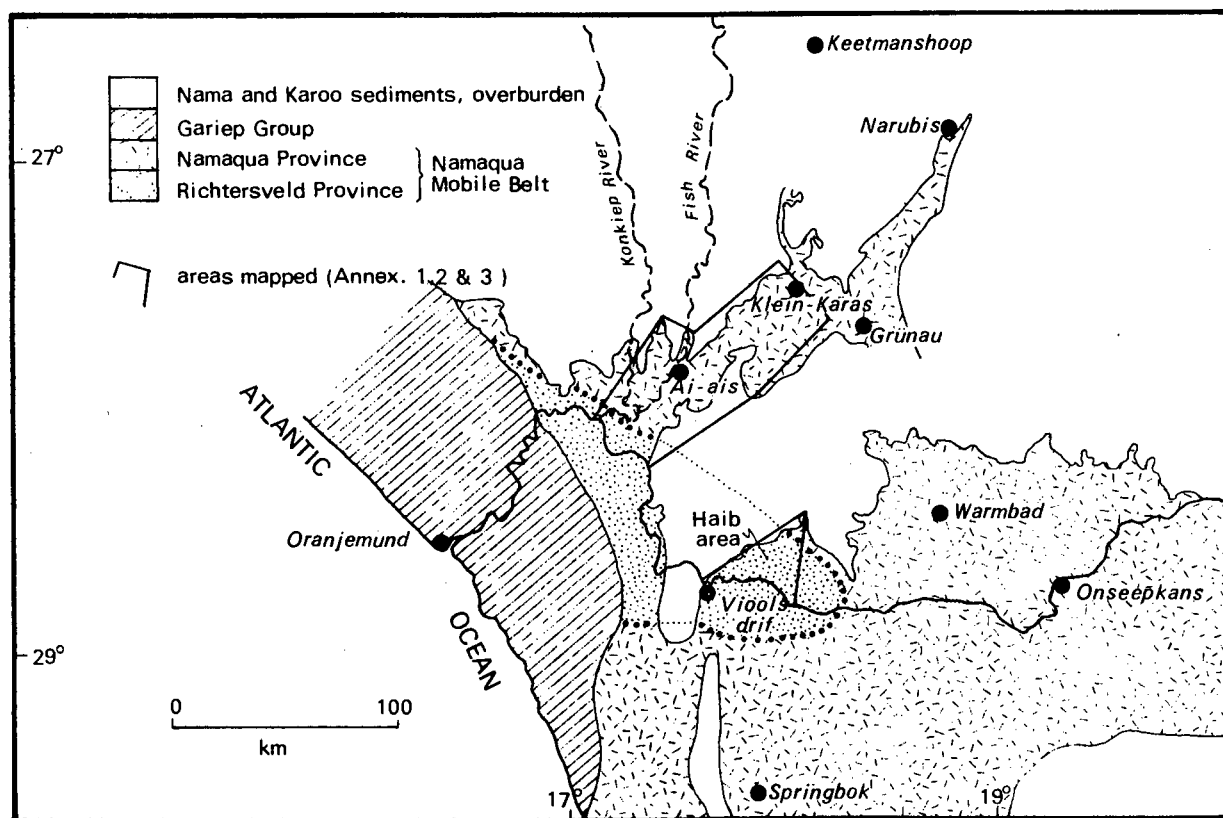 Keetmanshoop
Nama and Karoo sediments, overburden
Gariep Group
Namaqua Province
Richtersveld Province
Namaqua
Mobile Belt
areas mapped (Annex. 1,2 & 3)
Konkiep River
Fish River
Narubis
27°
Klein-Karas
Grünau
Ai-ais
ATLANTIC
OCEAN
Oranjemund
Haib
area
Warmbad
Viools
drif
Onseepkans
29°
0 100
km
17°
Springbok
19°